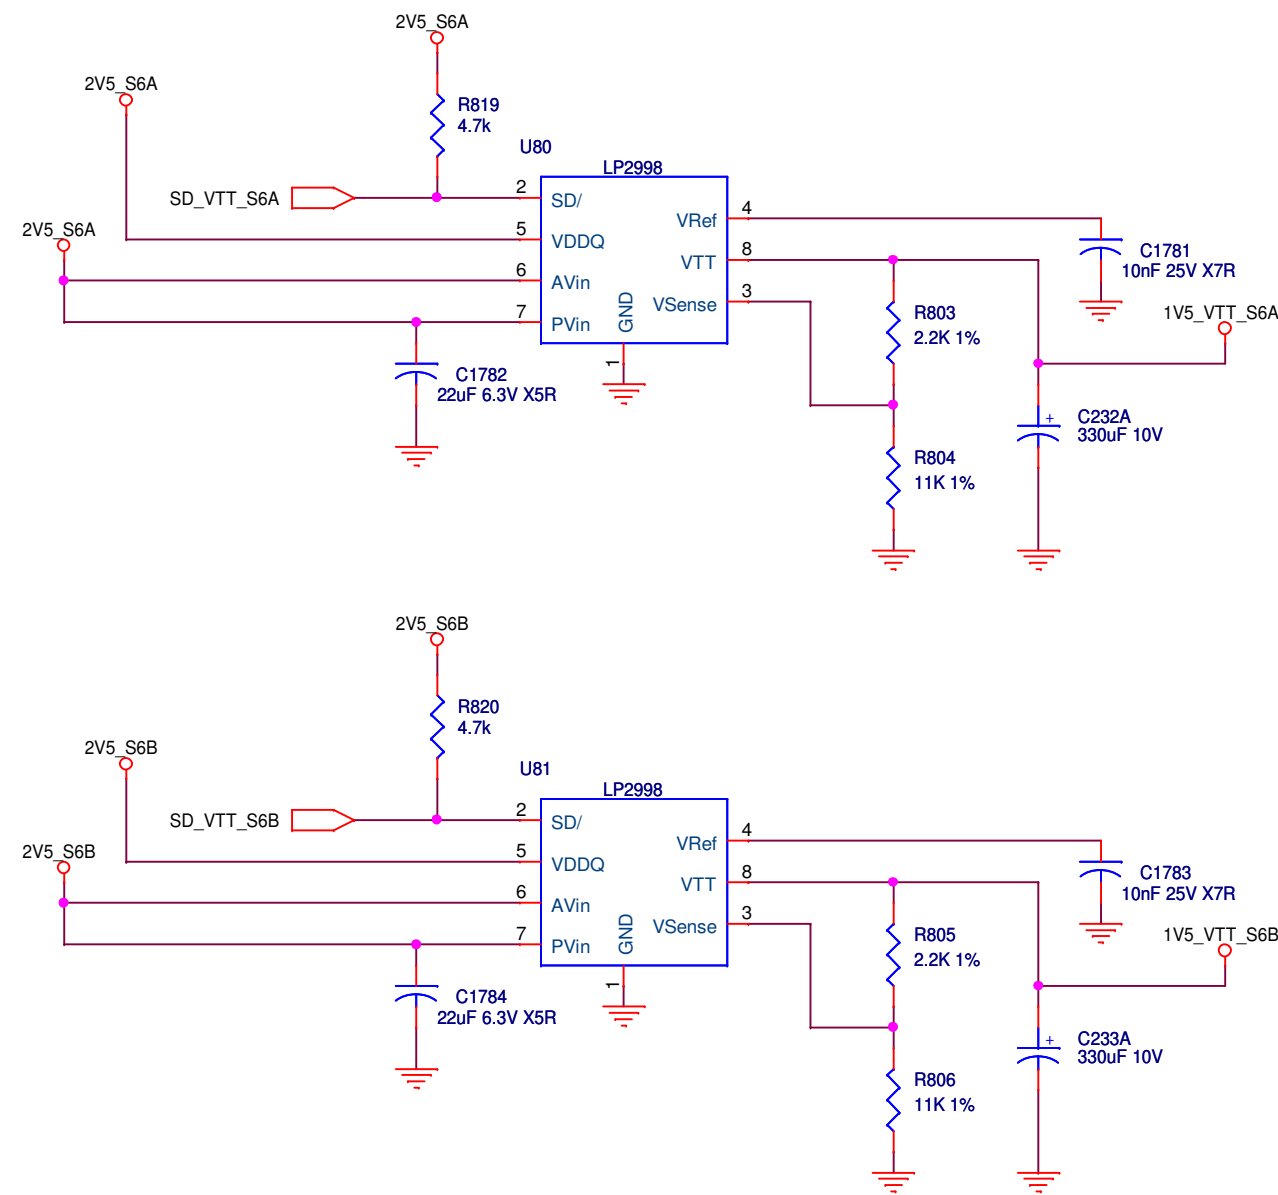 2V5_S6A
2V5_S6A
R819
4.7k
U80
LP2998
SD_VTT_S6A
2
SD/
VRef
4
2V5_S6A
5
VDDQ
VTT
8
C1781
10nF 25V X7R
6
AVin
VSense
3
GND
7
PVin
1
R803
2.2K 1%
1V5_VTT_S6A
C1782
22uF 6.3V X5R
+
C232A
330uF 10V
R804
11K 1%
2V5_S6B
R820
4.7k
2V5_S6B
U81
LP2998
SD_VTT_S6B
2
SD/
VRef
4
2V5_S6B
5
VDDQ
VTT
8
C1783
10nF 25V X7R
6
AVin
VSense
3
GND
7
PVin
1
R805
2.2K 1%
1V5_VTT_S6B
C1784
22uF 6.3V X5R
+
C233A
330uF 10V
R806
11K 1%